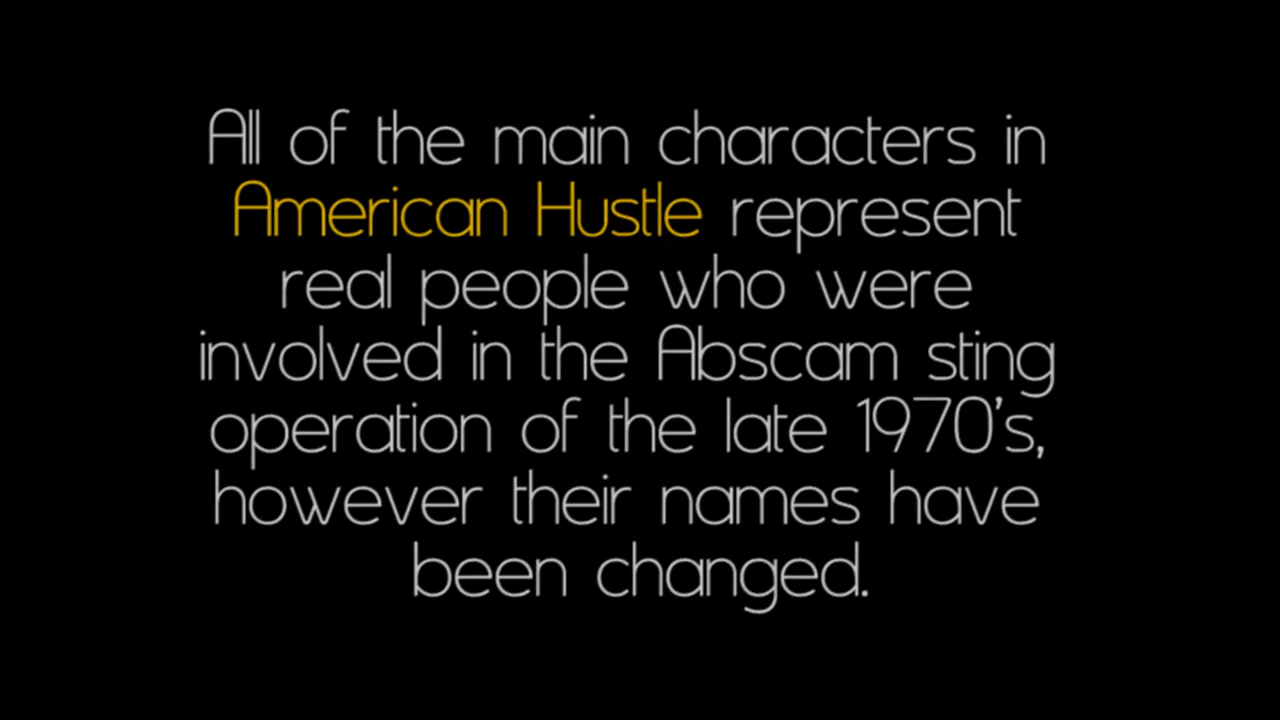 All of the main characters in
American Hustle represent
real people who were
involved in the Abscam sting
operation of the late 1970's,
however their names have
been changed.